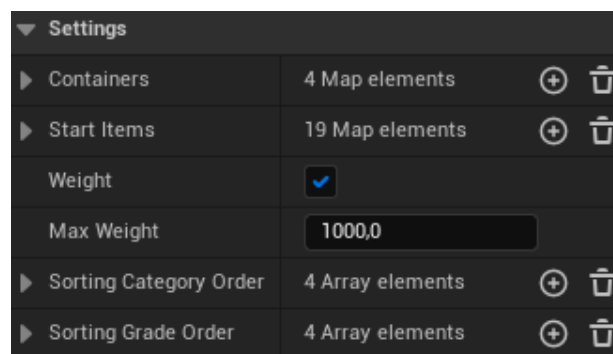 Settings
Containers 4 Map elements
Start Items 19 Map elements
Weight
Max Weight 1000,0
Sorting Category Order 4 Array elements
Sorting Grade Order 4 Array elements